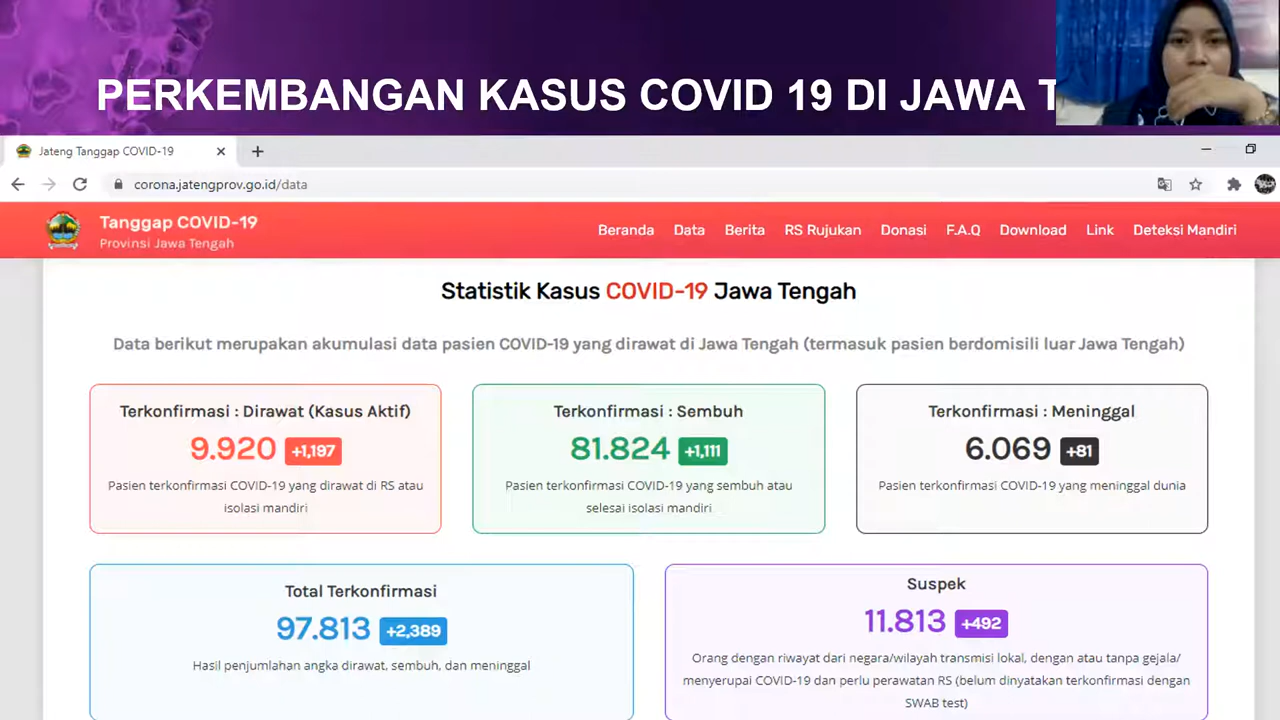 PERKEMBANGAN KASUS COVID 19 DI JAWA T
Jateng Tanggap COVID-19
corona.jatengprov.go.id/data
Tanggap COVID-19
Provinsi Jawa Tengah
Beranda Data Berita RS Rujukan Donasi F.A.Q Download Link Deteksi Mandiri
Statistik Kasus COVID-19 Jawa Tengah
Data berikut merupakan akumulasi data pasien COVID-19 yang dirawat di Jawa Tengah (termasuk pasien berdomisili luar Jawa Tengah)
Terkonfirmasi : Dirawat (Kasus Aktif)
9.920 +1,197
Pasien terkonfirmasi COVID-19 yang dirawat di RS atau
isolasi mandiri
Terkonfirmasi : Sembuh
81.824 +1,111
Pasien terkonfirmasi COVID-19 yang sembuh atau
selesai isolasi mandiri
Terkonfirmasi : Meninggal
6.069 +81
Pasien terkonfirmasi COVID-19 yang meninggal dunia
Total Terkonfirmasi
97.813 +2,389
Hasil penjumlahan angka dirawat, sembuh, dan meninggal
Suspek
11.813 +492
Orang dengan riwayat dari negara/wilayah transmisi lokal, dengan atau tanpa gejala/
menyerupai COVID-19 dan perlu perawatan RS (belum dinyatakan terkonfirmasi dengan
SWAB test)